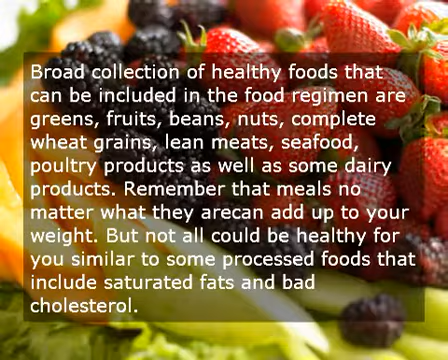 Broad collection of healthy foods that
can be included in the food regimen are
greens, fruits, beans, nuts, complete
wheat grains, lean meats, seafood,
poultry products as well as some dairy
products. Remember that meals no
matter what they arecan add up to your
weight. But not all could be healthy for
you similar to some processed foods that
include saturated fats and bad
cholesterol.